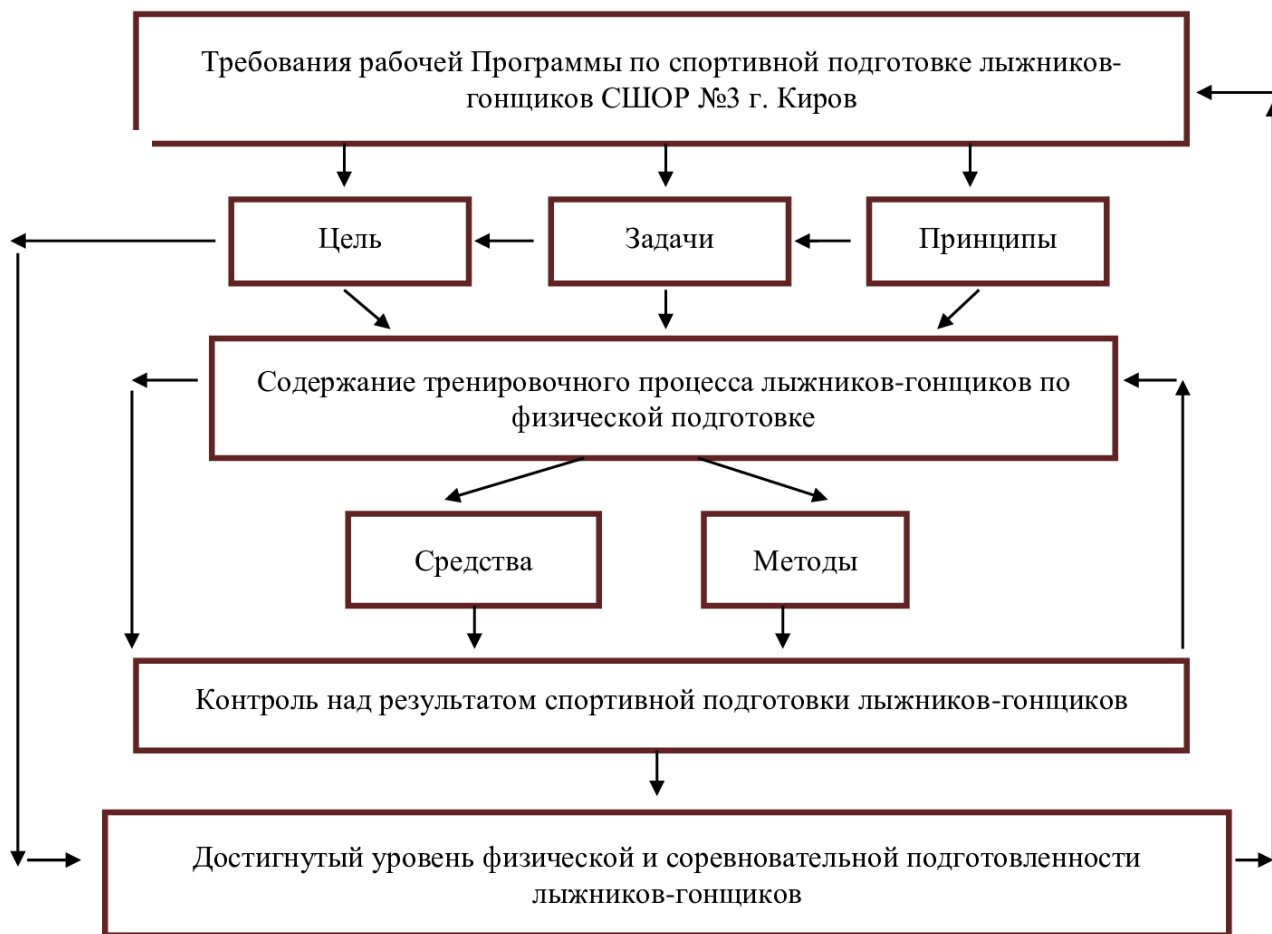 Требования рабочей Программы по спортивной подготовке лыжников-
гонщиков СШОР №3 г. Киров
Цель
Задачи
Принципы
Содержание тренировочного процесса лыжников-гонщиков по
физической подготовке
Средства
Методы
Контроль над результатом спортивной подготовки лыжников-гонщиков
Достигнутый уровень физической и соревновательной подготовленности
лыжников-гонщиков